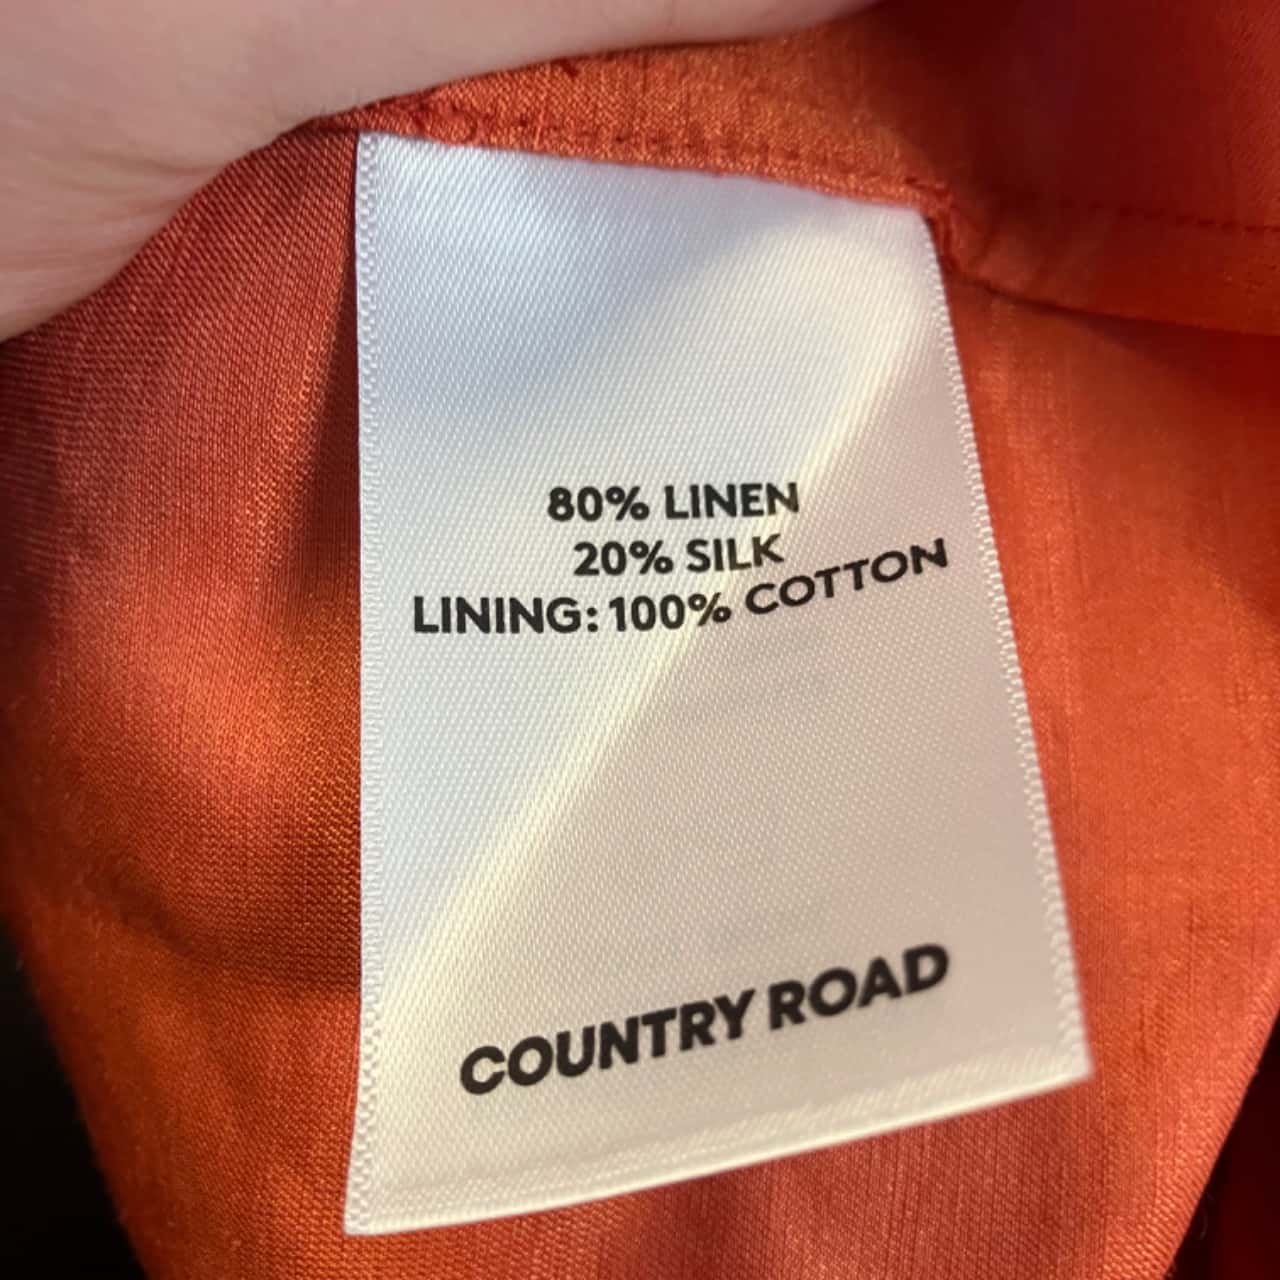 80% LINEN
20% SILK
LINING: 100% COTTON
COUNTRY ROAD